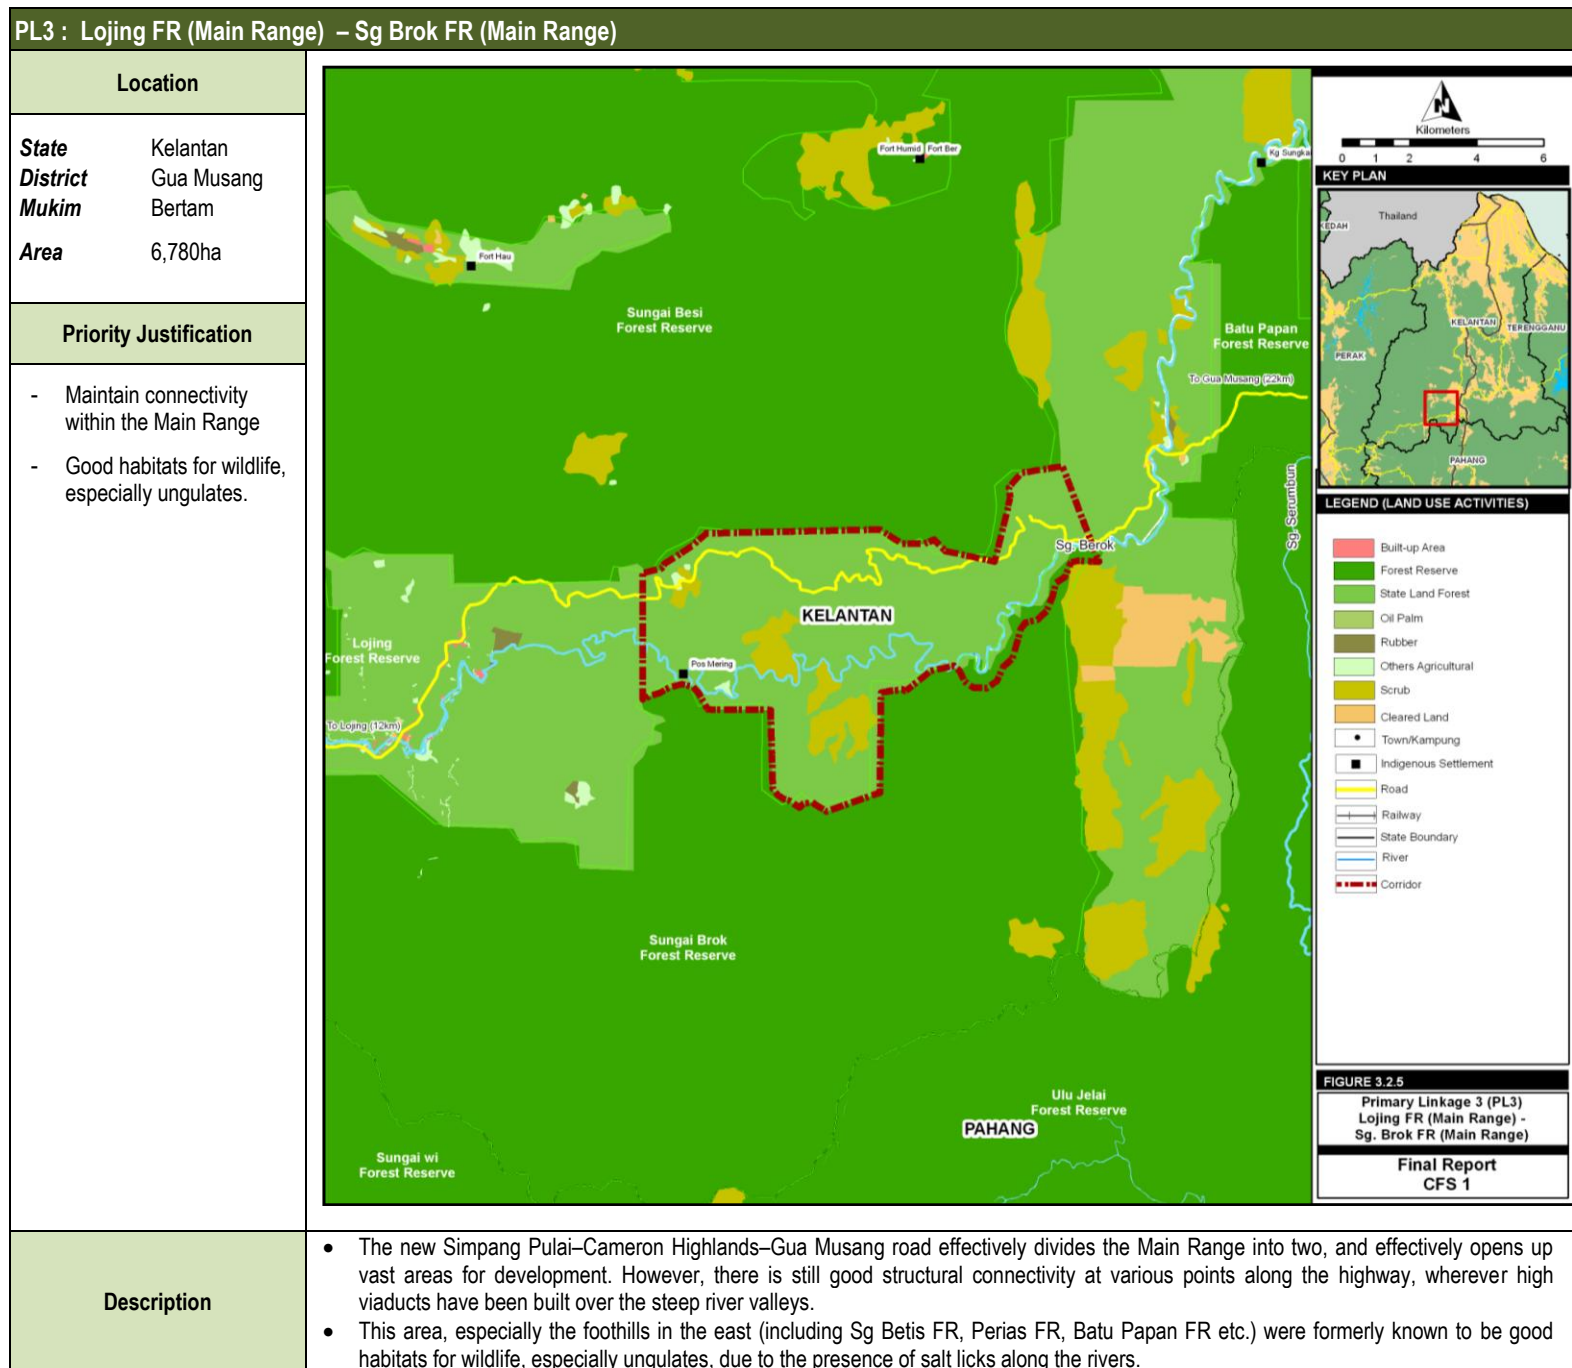 PL3 : Lojing FR (Main Range) – Sg Brok FR (Main Range)
Location
State Kelantan
District Gua Musang
Mukim Bertam
Area 6,780ha
Priority Justification
- Maintain connectivity
within the Main Range
- Good habitats for wildlife,
especially ungulates.
Fort Humid
Fort Ber
Kg Sungka
Fort Hau
Sungai Besi
Forest Reserve
Batu Papan
Forest Reserve
To Gua Musang (22km)
Sg. Serumbun
Sg. Berok
KELANTAN
Lojing
Forest Reserve
Pos Mering
To Lojing (12km)
Sungai Brok
Forest Reserve
Ulu Jelai
Forest Reserve
PAHANG
Sungai wi
Forest Reserve
N
Kilometers
0 1 2 4 6
KEY PLAN
Thailand
KEDAH
KELANTAN
TERENGGANU
PERAK
PAHANG
LEGEND (LAND USE ACTIVITIES)
Built-up Area
Forest Reserve
State Land Forest
Oil Palm
Rubber
Others Agricultural
Scrub
Cleared Land
Town/Kampung
Indigenous Settlement
Road
Railway
State Boundary
River
Corridor
FIGURE 3.2.5
Primary Linkage 3 (PL3)
Lojing FR (Main Range) -
Sg. Brok FR (Main Range)
Final Report
CFS 1
Description
• The new Simpang Pulai–Cameron Highlands–Gua Musang road effectively divides the Main Range into two, and effectively opens up
vast areas for development. However, there is still good structural connectivity at various points along the highway, wherever high
viaducts have been built over the steep river valleys.
• This area, especially the foothills in the east (including Sg Betis FR, Perias FR, Batu Papan FR etc.) were formerly known to be good
habitats for wildlife, especially ungulates, due to the presence of salt licks along the rivers.